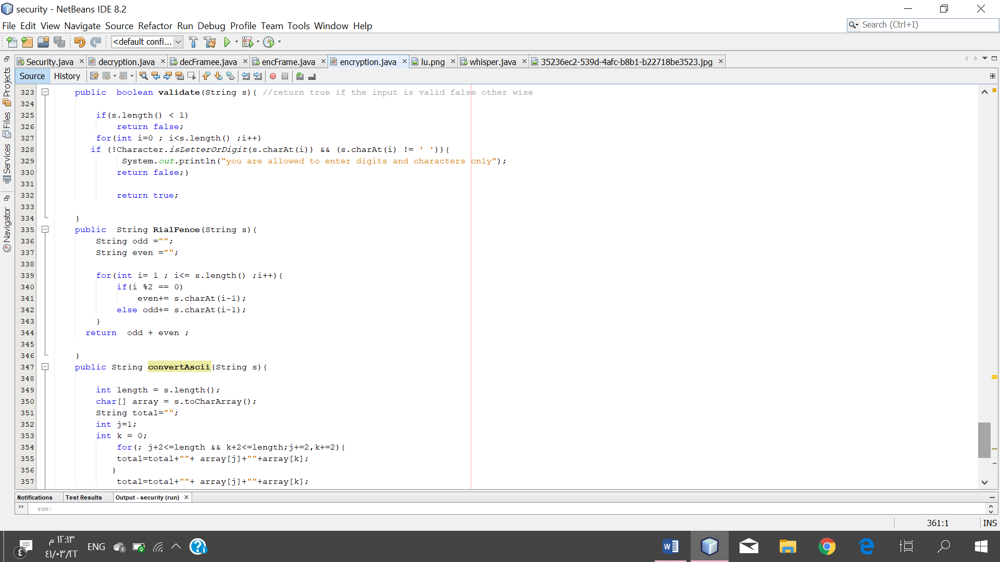 security - NetBeans IDE 8.2
File Edit View Navigate Source Refactor Run Debug Profile Team Tools Window Help
Search (Ctrl+I)
<default confi...
Security.java
decryption.java
decFramee.java
encFrame.java
encryption.java
lu.png
whisper.java
35236ec2-539d-4afc-b8b1-b22718be3523.jpg
Source History
Projects
Files
Services
Navigator
323 public  boolean validate(String s){ //return true if the input is valid false other wise
324
325 if(s.length() < 1)
326 return false;
327 for(int i=0 ; i<s.length() ;i++)
328 if (!Character.isLetterOrDigit(s.charAt(i)) && (s.charAt(i) != ' ')){
329 System.out.println("you are allowed to enter digits and characters only");
330 return false;}
331
332 return true;
333
334 }
335 public  String RialFence(String s){
336 String odd ="";
337 String even ="";
338
339 for(int i= 1 ; i<= s.length() ;i++){
340 if(i %2 == 0)
341 even+= s.charAt(i-1);
342 else odd+= s.charAt(i-1);
343 }
344 return  odd + even ;
345
346 }
347 public String convertAscii(String s){
348
349 int length = s.length();
350 char[] array = s.toCharArray();
351 String total="";
352 int j=1;
353 int k = 0;
354 for(; j+2<=length && k+2<=length;j+=2,k+=2){
355 total=total+""+ array[j]+""+array[k];
356 }
357 total=total+""+ array[j]+""+array[k];
Notifications
Test Results
Output - security (run)
run:
361:1
INS
٤
١٢:١٣ م
٤١/٠٣/٢٢
ENG